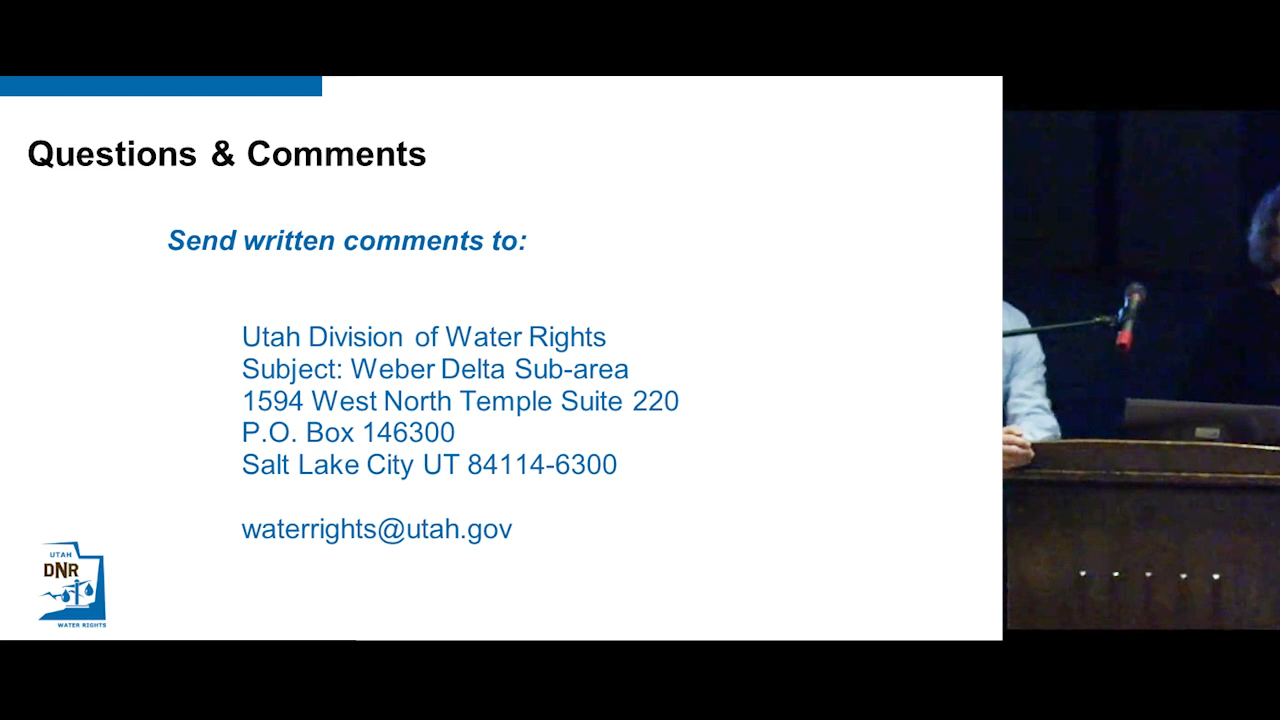 Questions & Comments
Send written comments to:
Utah Division of Water Rights
Subject: Weber Delta Sub-area
1594 West North Temple Suite 220
P.O. Box 146300
Salt Lake City UT 84114-6300
waterrights@utah.gov
UTAH
DNR
WATER RIGHTS